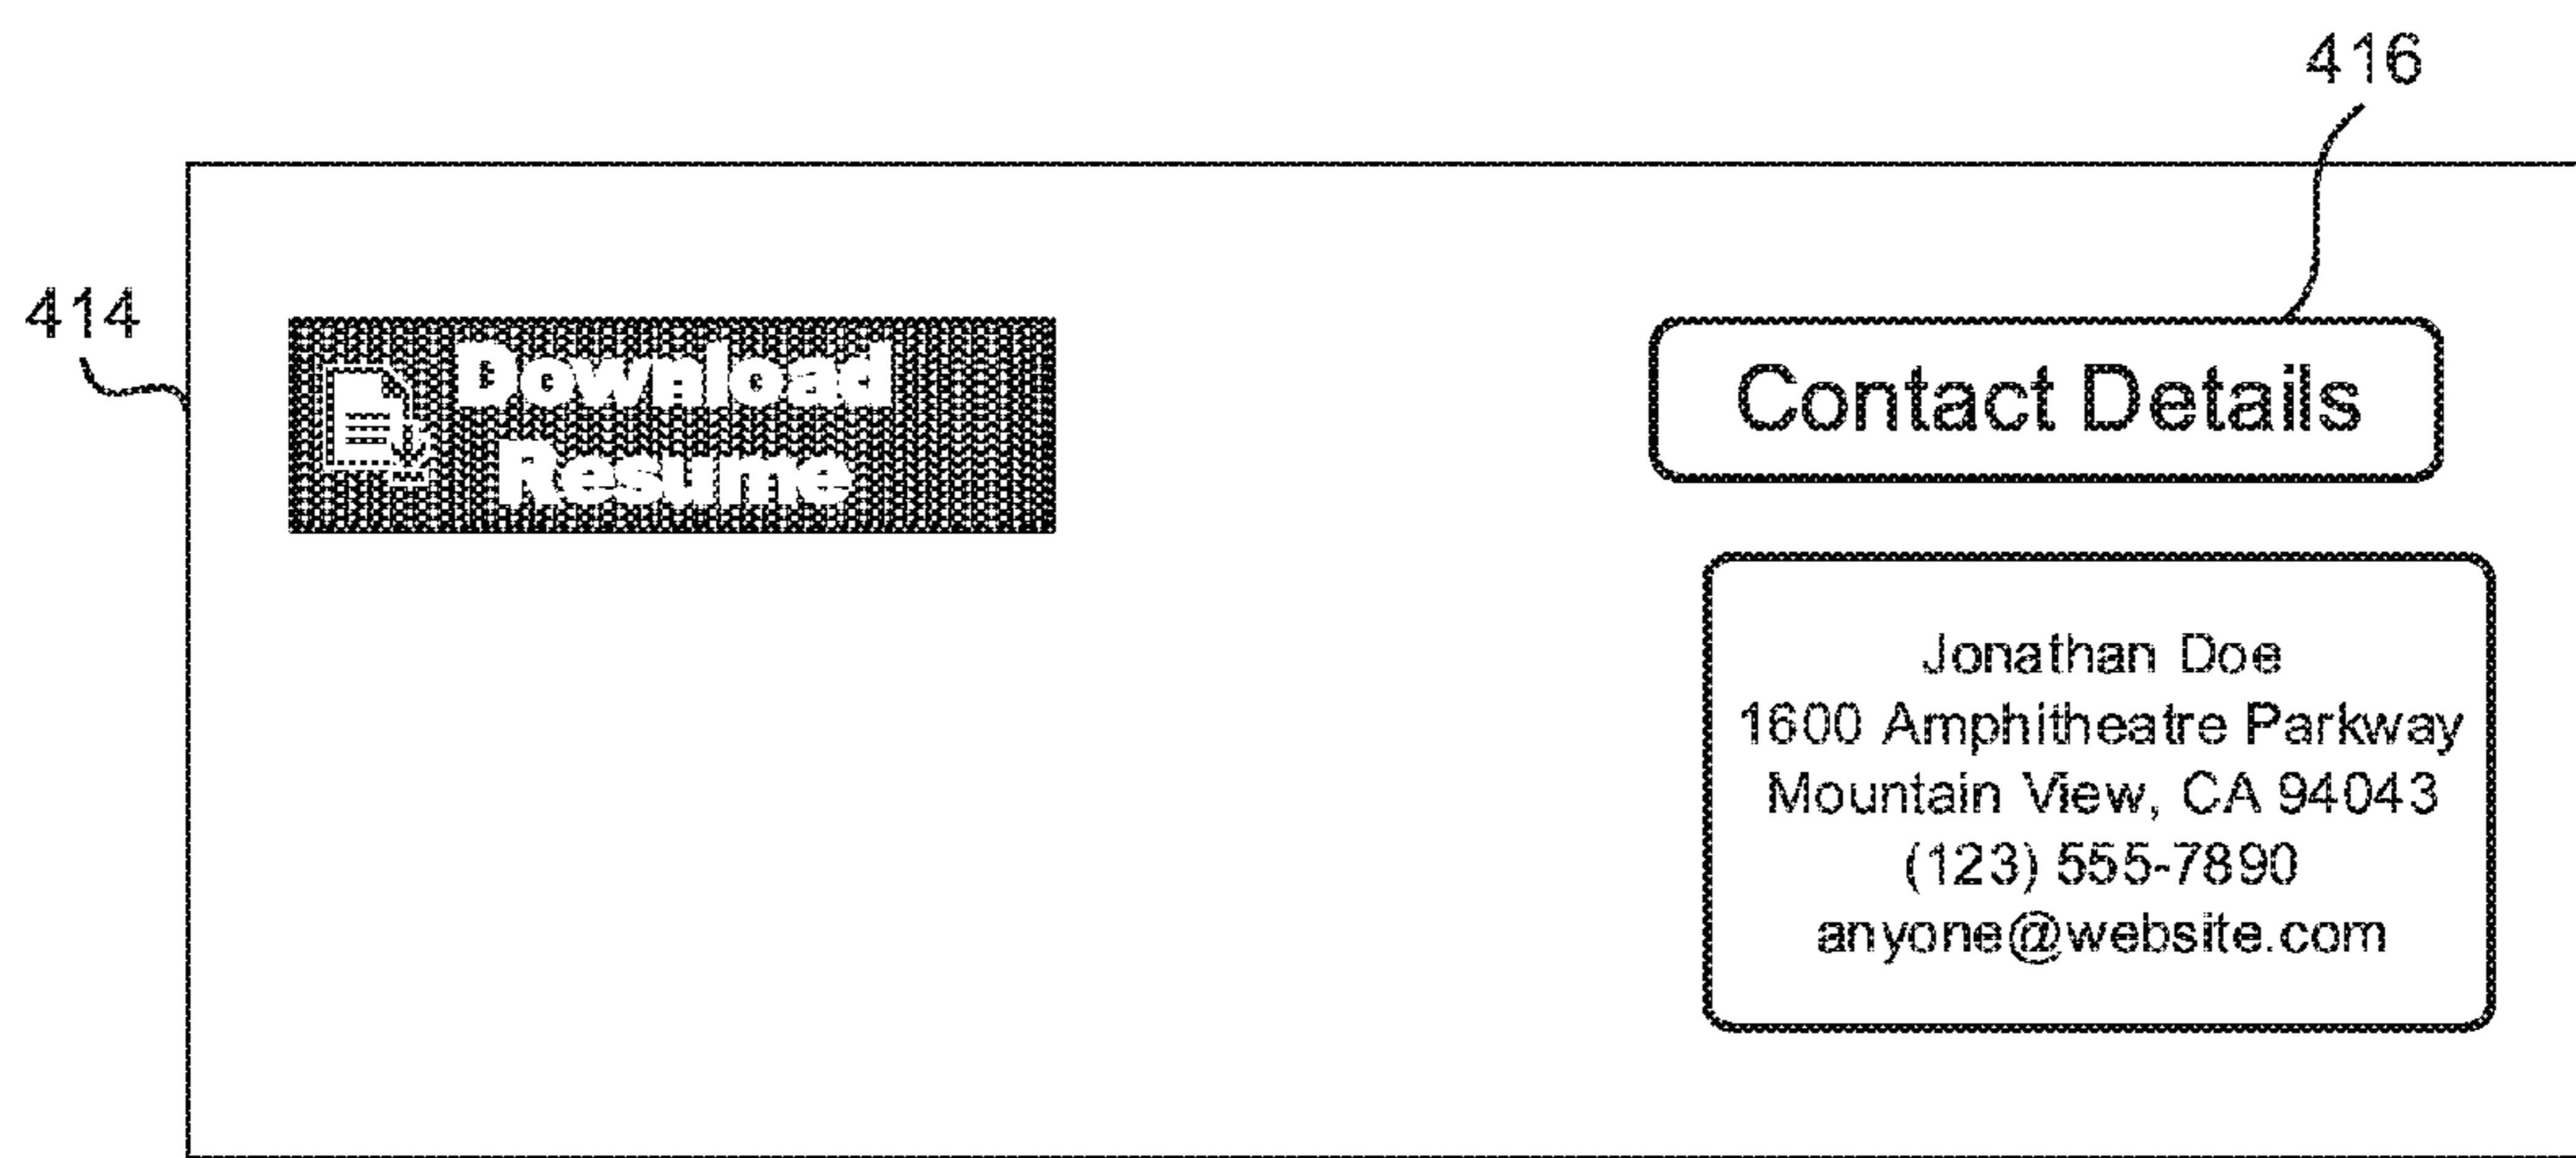 416
414
Download
Resume
Contact Details
Jonathan Doe
1600 Amphitheatre Parkway
Mountain View, CA 94043
(123) 555-7890
anyone@website.com